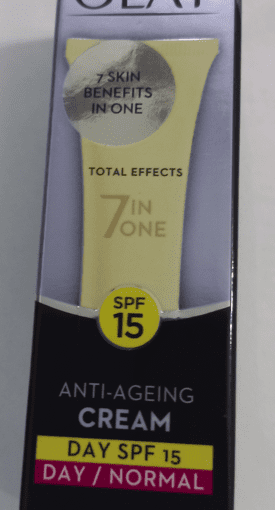 OLAY
7 SKIN
BENEFITS
IN ONE
TOTAL EFFECTS
7 IN
ONE
SPF
15
ANTI-AGEING
CREAM
DAY SPF 15
DAY / NORMAL